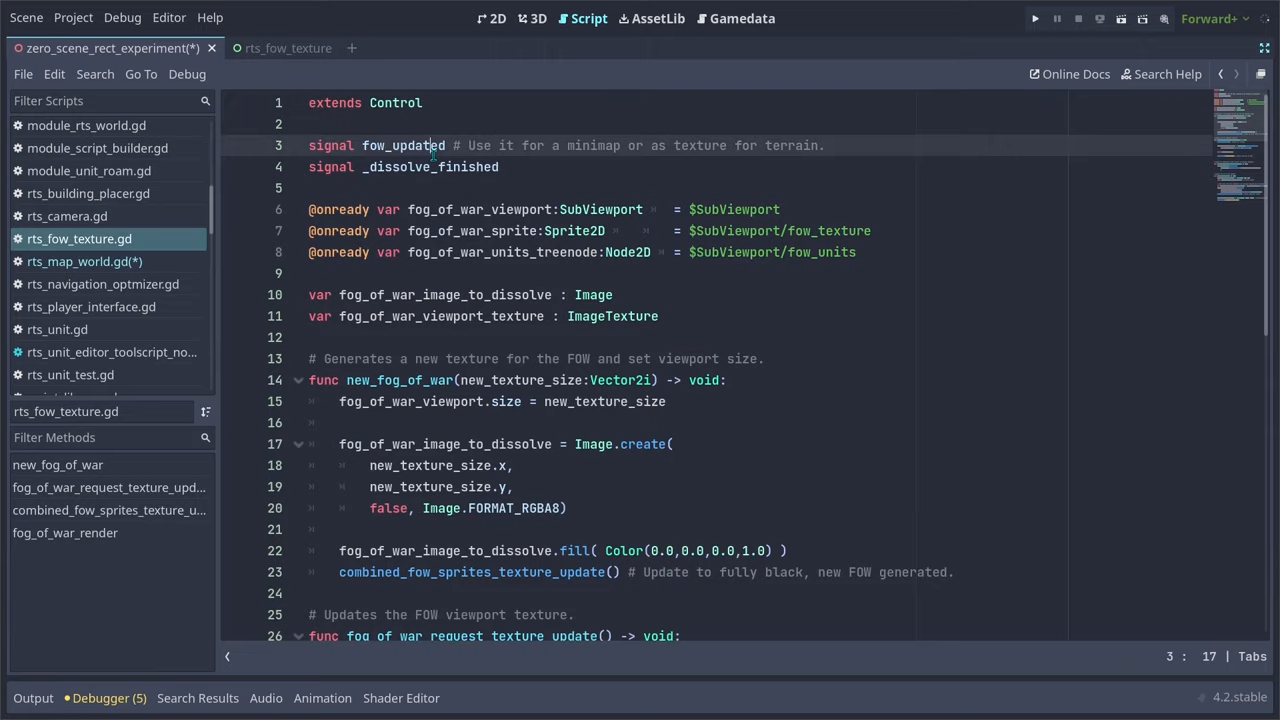 Scene Project Debug Editor Help
2D 3D Script AssetLib Gamedata
Forward+
zero_scene_rect_experiment(*) rts_fow_texture
File Edit Search Go To Debug
Online Docs Search Help
Filter Scripts
module_rts_world.gd
module_script_builder.gd
module_unit_roam.gd
rts_building_placer.gd
rts_camera.gd
rts_fow_texture.gd
rts_map_world.gd(*)
rts_navigation_optmizer.gd
rts_player_interface.gd
rts_unit.gd
rts_unit_editor_toolscript_no...
rts_unit_test.gd
rts_fow_texture.gd
Filter Methods
new_fog_of_war
fog_of_war_request_texture_upd...
combined_fow_sprites_texture_u...
fog_of_war_render
1 extends Control
2
3 signal fow_updated # Use it for a minimap or as texture for terrain.
4 signal _dissolve_finished
5
6 @onready var fog_of_war_viewport:SubViewport = $SubViewport
7 @onready var fog_of_war_sprite:Sprite2D = $SubViewport/fow_texture
8 @onready var fog_of_war_units_treenode:Node2D = $SubViewport/fow_units
9
10 var fog_of_war_image_to_dissolve : Image
11 var fog_of_war_viewport_texture : ImageTexture
12
13 # Generates a new texture for the FOW and set viewport size.
14 func new_fog_of_war(new_texture_size:Vector2i) -> void:
15 fog_of_war_viewport.size = new_texture_size
16
17 fog_of_war_image_to_dissolve = Image.create(
18 new_texture_size.x,
19 new_texture_size.y,
20 false, Image.FORMAT_RGBA8)
21
22 fog_of_war_image_to_dissolve.fill( Color(0.0,0.0,0.0,1.0) )
23 combined_fow_sprites_texture_update() # Update to fully black, new FOW generated.
24
25 # Updates the FOW viewport texture.
26 func fog_of_war_request_texture_update() -> void:
3 : 17 | Tabs
Output Debugger (5) Search Results Audio Animation Shader Editor
4.2.stable